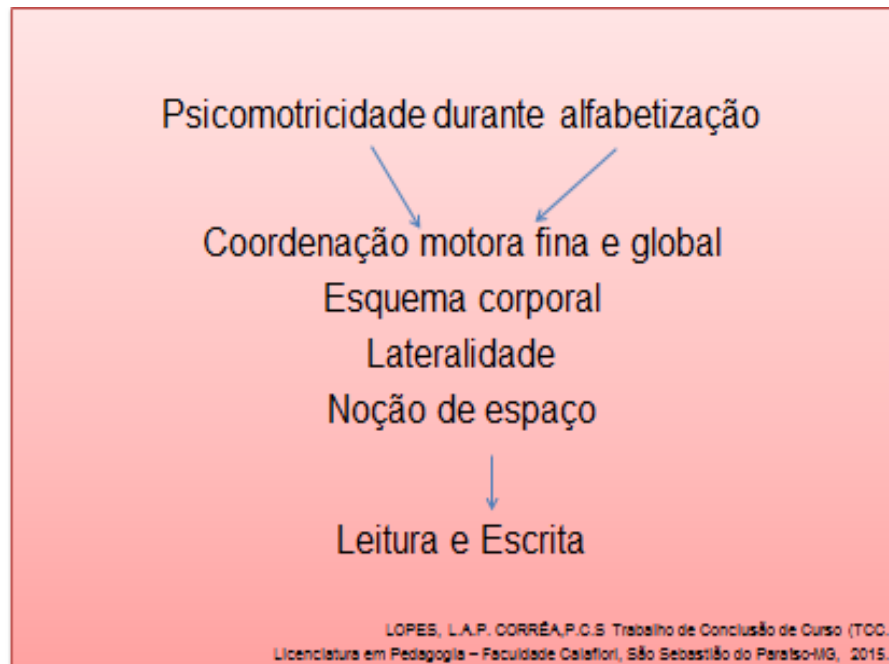 Psicomotricidade durante alfabetização
Coordenação motora fina e global
Esquema corporal
Lateralidade
Noção de espaço
Leitura e Escrita
LOPES, L.A.P. CORRÊA,P.C.S Trabalho de Conclusão de Curso (TCC.
Licenciatura em Pedagogia – Faculdade Calafiori, São Sebastião do Paraíso-MG, 2015.